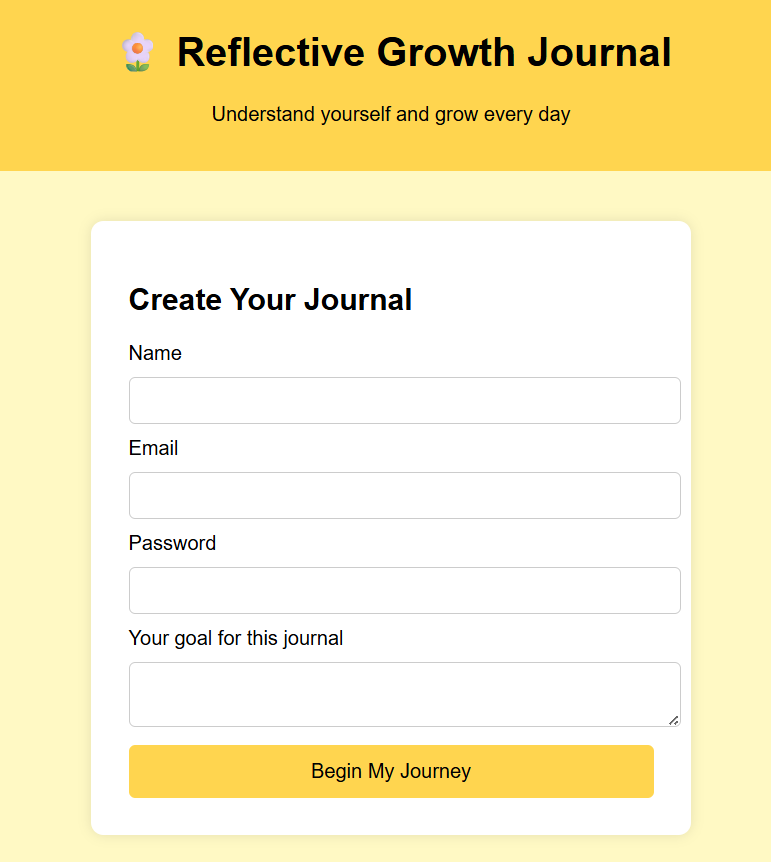 🌸 Reflective Growth Journal
Understand yourself and grow every day
Create Your Journal
Name
Email
Password
Your goal for this journal
Begin My Journey